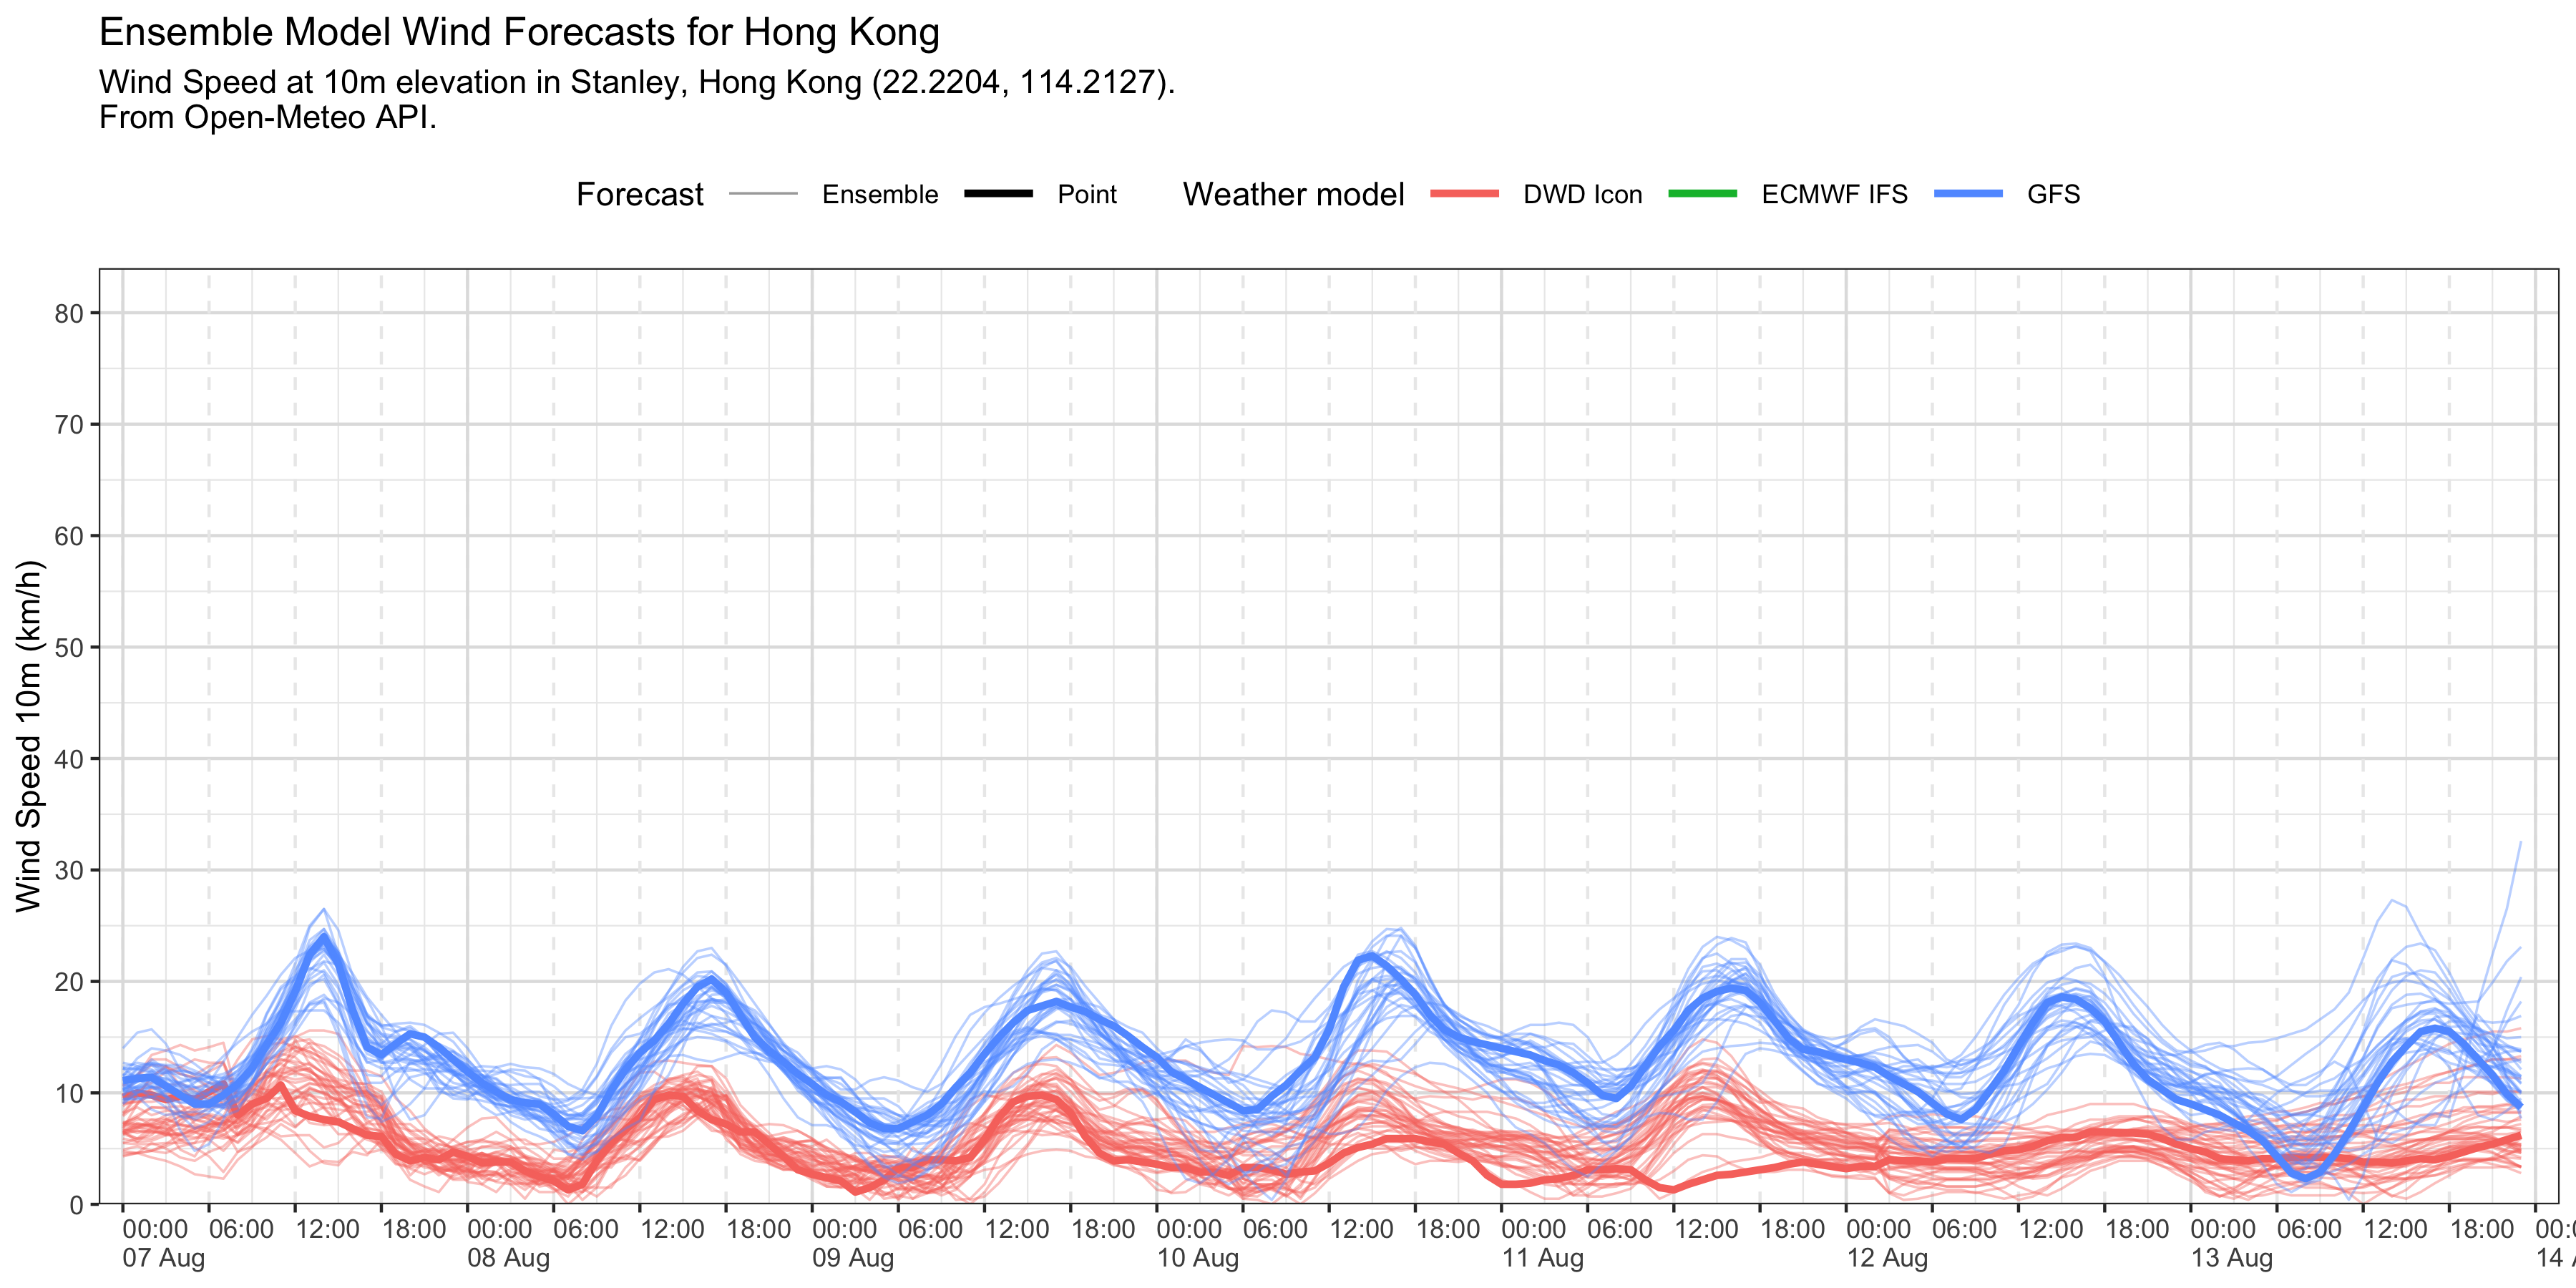 Ensemble Model Wind Forecasts for Hong Kong
Wind Speed at 10m elevation in Stanley, Hong Kong (22.2204, 114.2127).
From Open-Meteo API.
Forecast Ensemble Point Weather model DWD Icon ECMWF IFS GFS
Wind Speed 10m (km/h)
80
70
60
50
40
30
20
10
0
00:00 06:00 12:00 18:00 00:00 06:00 12:00 18:00 00:00 06:00 12:00 18:00 00:00 06:00 12:00 18:00 00:00 06:00 12:00 18:00 00:00 06:00 12:00 18:00 00:00 06:00 12:00 18:00 00:0
07 Aug 08 Aug 09 Aug 10 Aug 11 Aug 12 Aug 13 Aug 14 A